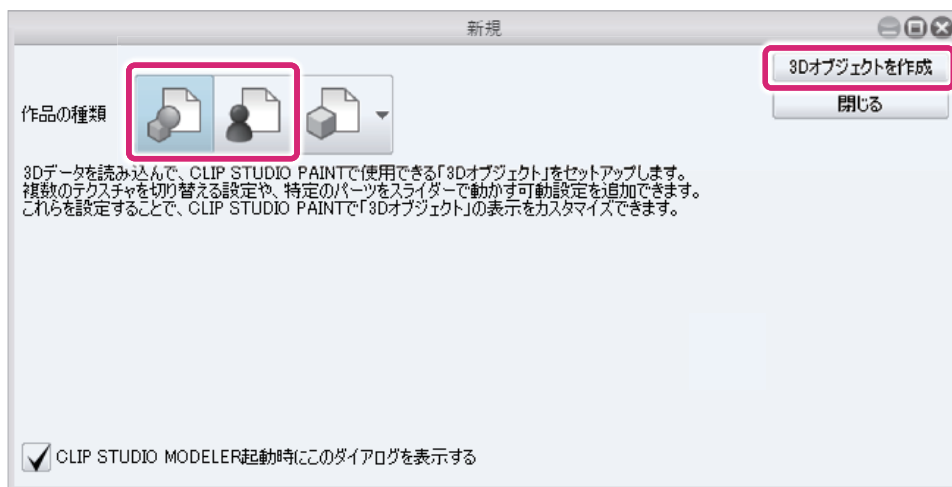 新規
3Dオブジェクトを作成
閉じる
作品の種類
3Dデータを読み込んで、CLIP STUDIO PAINTで使用できる｢3Dオブジェクト｣をセットアップします。
複数のテクスチャを切り替える設定や、特定のパーツをスライダーで動かす可動設定を追加できます。
これらを設定することで、CLIP STUDIO PAINTで｢3Dオブジェクト｣の表示をカスタマイズできます。
CLIP STUDIO MODELER起動時にこのダイアログを表示する